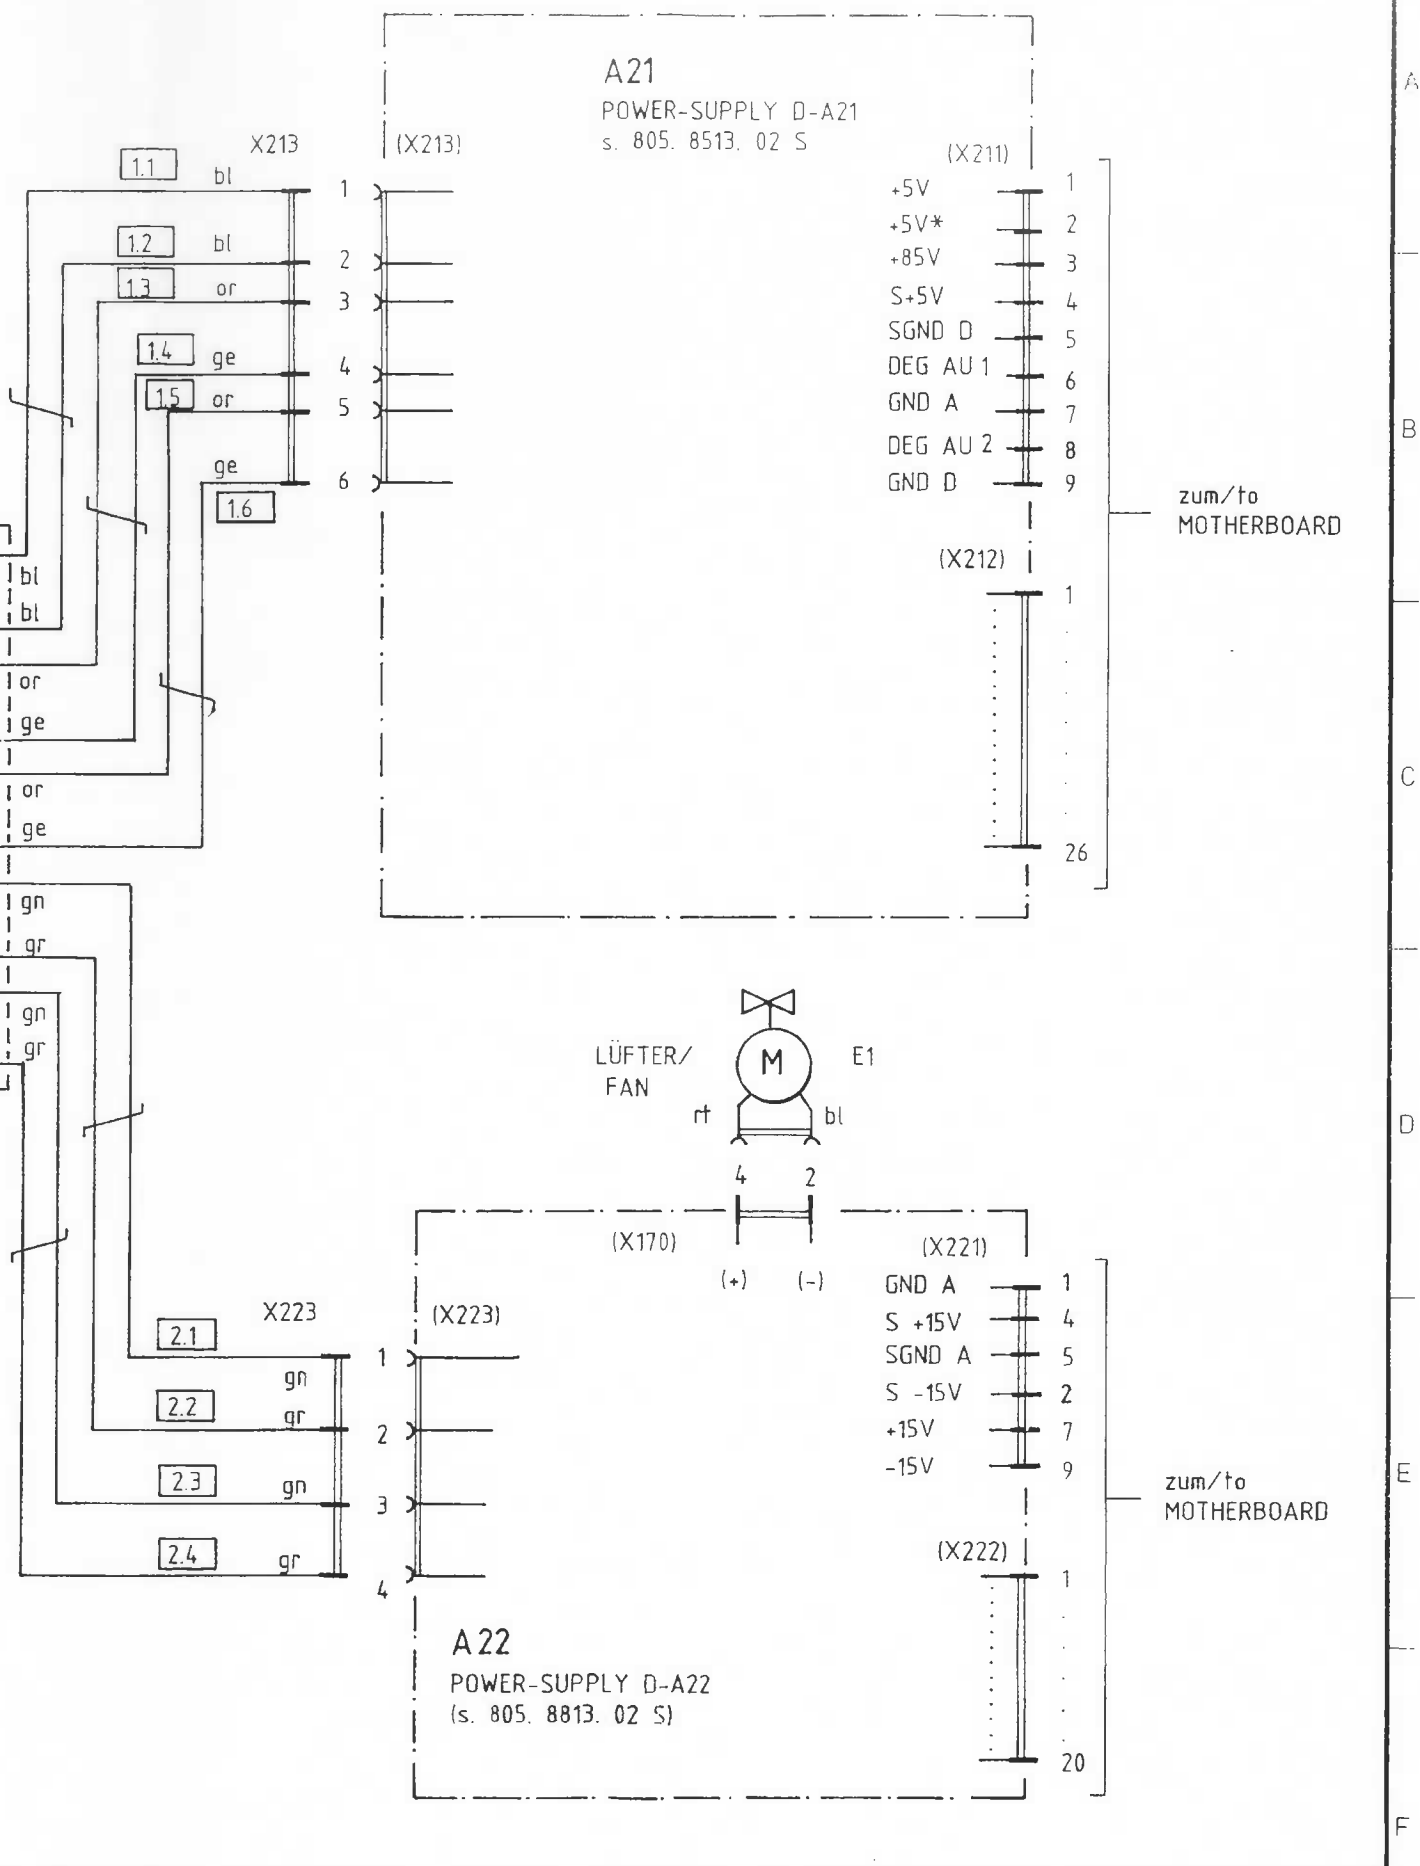 A
A21
POWER-SUPPLY D-A21
s. 805. 8513. 02 S
X213
(X213)
(X211)
1.1
bl
1
+5V
1
+5V*
2
1.2
bl
2
+85V
3
1.3
or
3
S+5V
4
SGND D
5
1.4
ge
4
DEG AU 1
6
1.5
or
5
GND A
7
B
DEG AU 2
8
ge
6
GND D
9
1.6
zum/to
MOTHERBOARD
(X212)
bl
1
bl
or
ge
C
or
ge
26
gn
gr
gn
gr
LÜFTER/
FAN
M
E1
rt
bl
D
4
2
(X170)
(X221)
(+)
(-)
GND A
1
X223
(X223)
S +15V
4
2.1
1
SGND A
5
gn
S -15V
2
2.2
gr
2
+15V
7
-15V
9
E
2.3
gn
3
zum/to
MOTHERBOARD
2.4
gr
4
(X222)
1
A22
POWER-SUPPLY D-A22
(s. 805. 8813. 02 S)
20
F